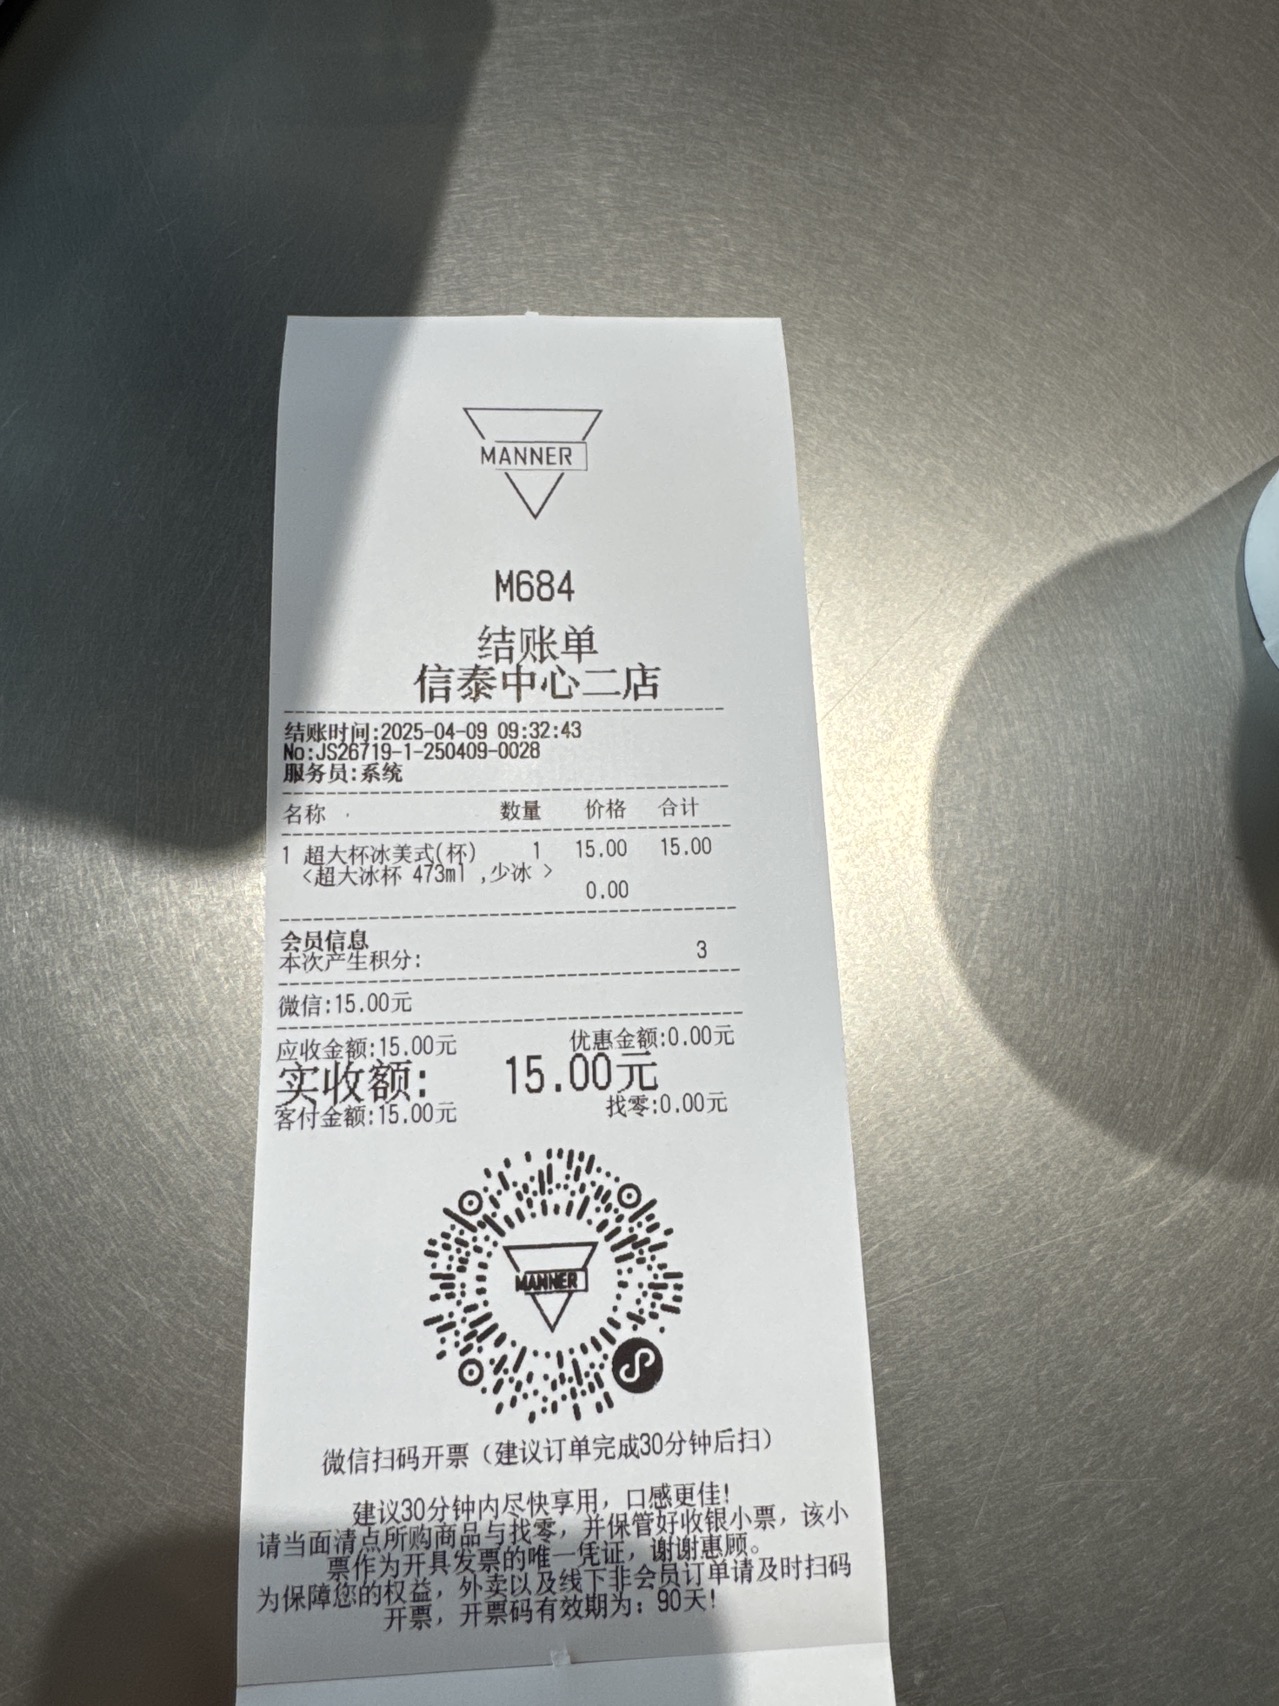 MANNER
M684
结账单
信泰中心二店
结账时间:2025-04-09 09:32:43
No:JS26719-1-250409-0028
服务员:系统
名称 数量 价格 合计
1 超大杯冰美式(杯) 1 15.00 15.00
<超大冰杯 473ml ,少冰 >
0.00
会员信息
本次产生积分: 3
微信:15.00元
应收金额:15.00元 优惠金额:0.00元
实收额: 15.00元
客付金额:15.00元 找零:0.00元
MANNER
微信扫码开票（建议订单完成30分钟后扫）
建议30分钟内尽快享用，口感更佳!
请当面清点所购商品与找零，并保管好收银小票，该小
票作为开具发票的唯一凭证，谢谢惠顾。
为保障您的权益，外卖以及线下非会员订单请及时扫码
开票，开票码有效期为：90天!